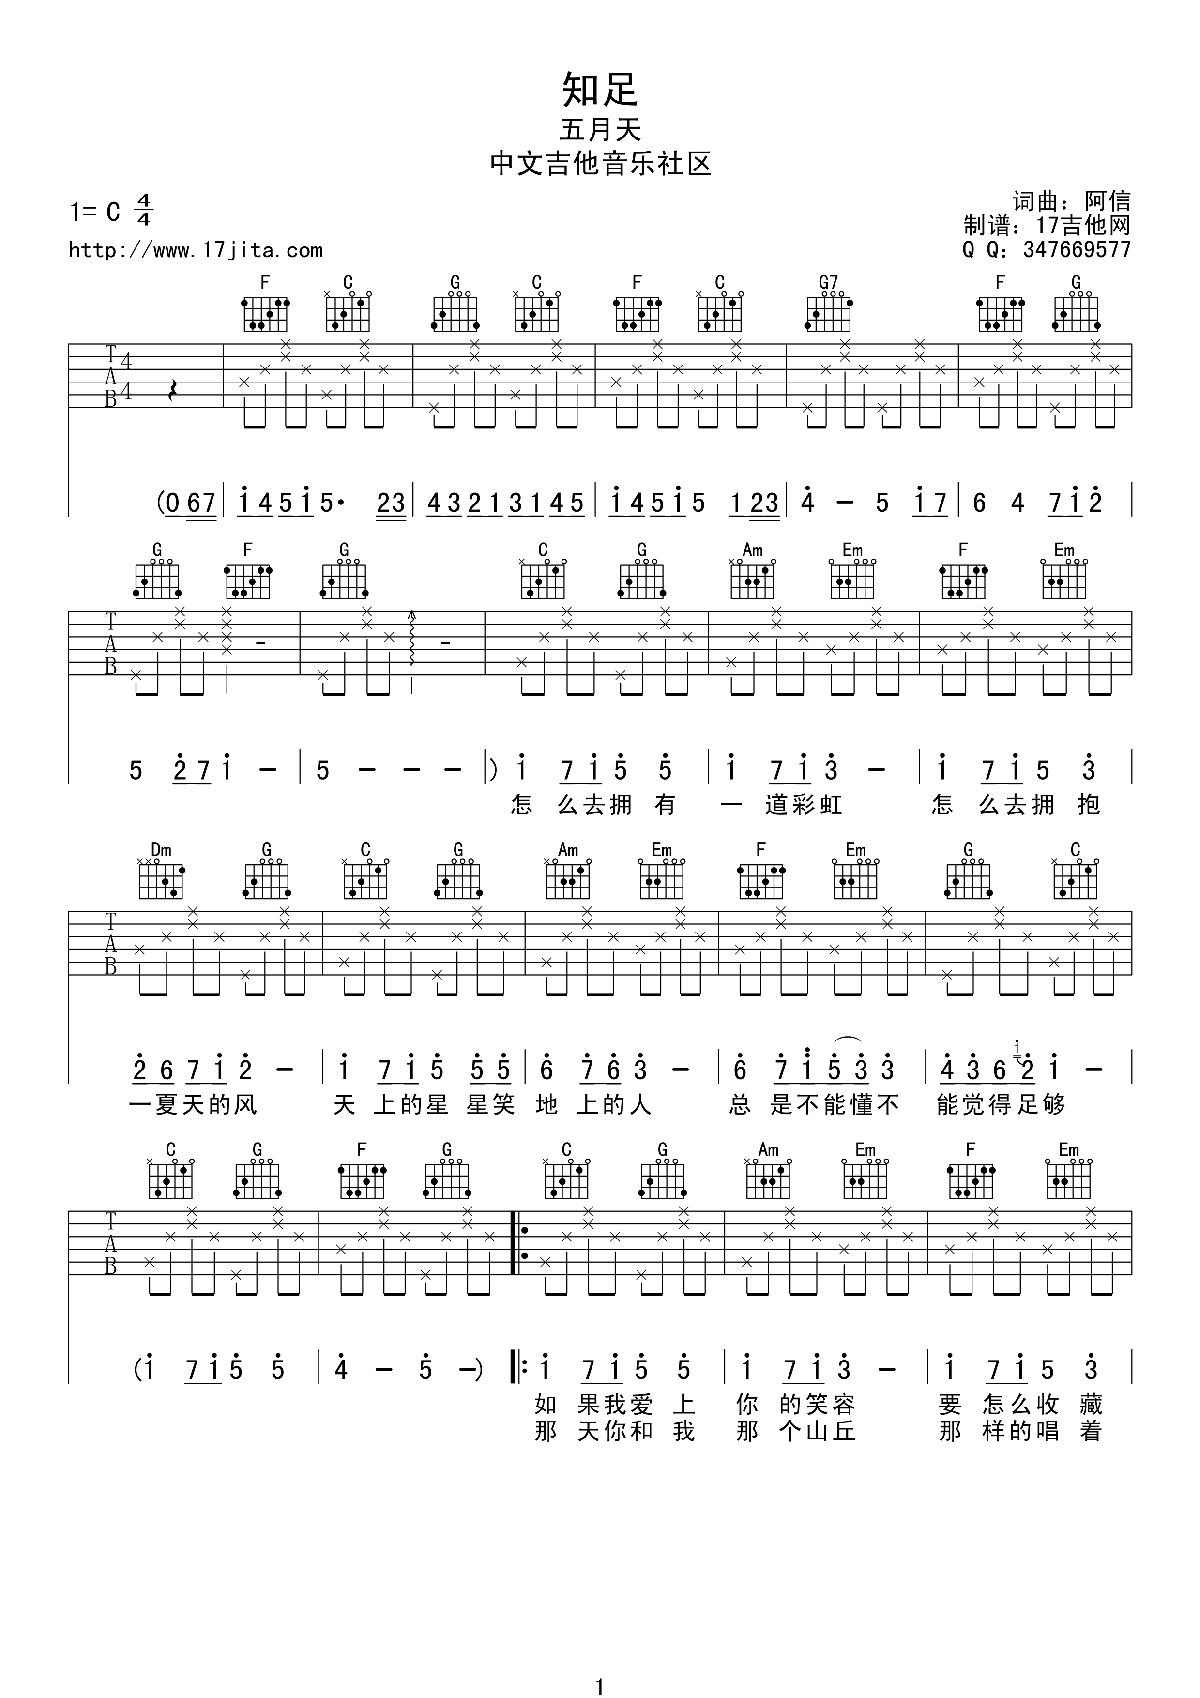 知足
五月天
中文吉他音乐社区
1= C 4/4
词曲：阿信
制谱：17吉他网
http://www.17jita.com
Q Q：347669577
F C G C F C G7 F G
T A B 4 4
(0 67 | i 4 5 i 5· 23 | 4 3 2 1 3 1 4 5 | i 4 5 i 5 1 23 | 4 - 5 i 7 | 6 4 7 i 2 |
G F G C G Am Em F Em
T A B
5 2 7 i - | 5 - - - ) i 7 i 5 5 | i 7 i 3 - | i 7 i 5 3 |
怎 么去拥 有 一 道彩虹 怎 么去拥 抱
Dm G C G Am Em F Em G C
T A B
2 6 7 i 2 - | i 7 i 5 5 5 | 6 7 6 3 - | 6 7 i 5 3 3 | 4 3 6 i 2 i - |
一夏天的风 天 上的星 星笑 地 上的人 总 是不能懂不 能觉得足够
C G F G C G Am Em F Em
T A B
(i 7 i 5 5 | 4 - 5 -) |: i 7 i 5 5 | i 7 i 3 - | i 7 i 5 3 |
如 果我爱 上 你 的笑容 要 怎么收 藏
那 天你和 我 那 个山丘 那 样的唱 着
1